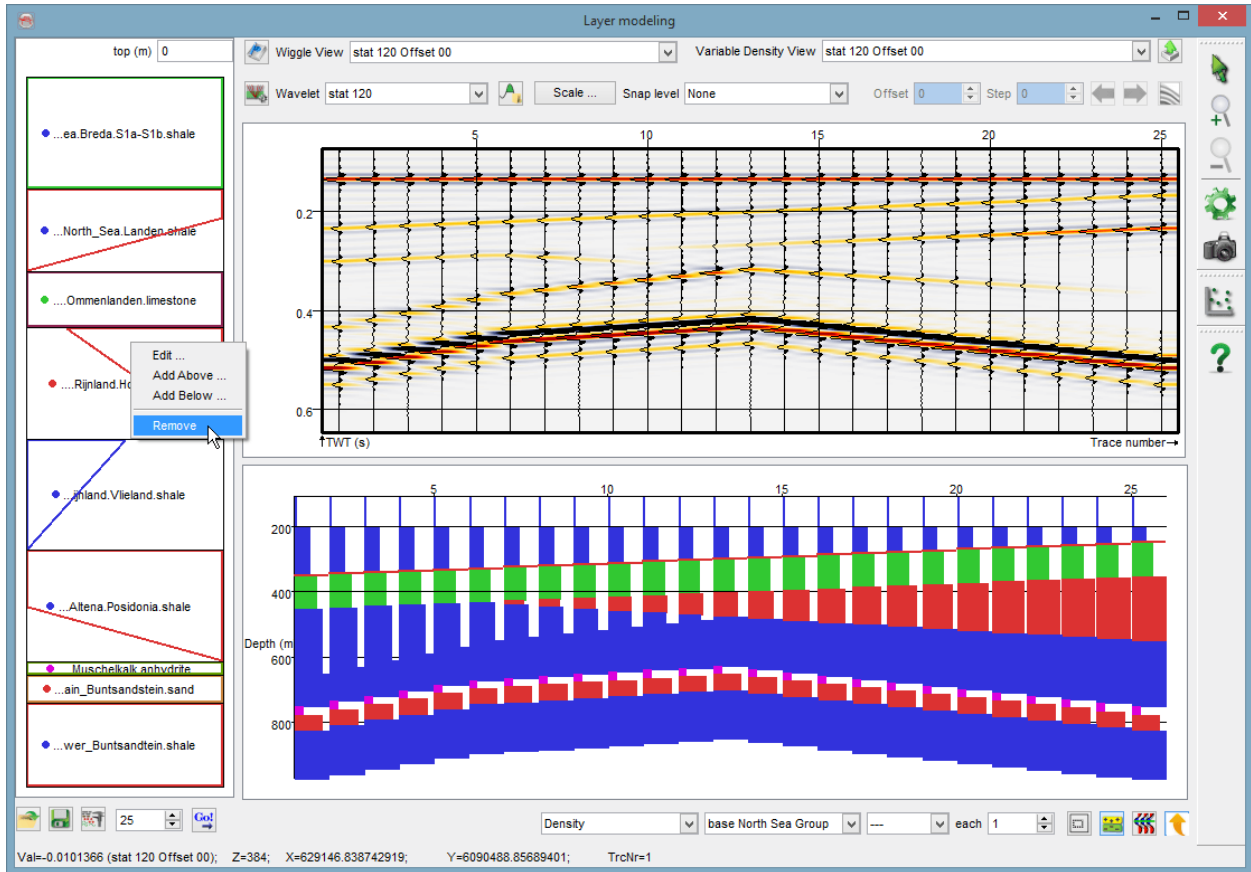 Layer modeling
top (m) 0
Wiggle View stat 120 Offset 00 Variable Density View stat 120 Offset 00
Wavelet stat 120 Scale ... Snap level None Offset 0 Step 0
...ea.Breda.S1a-S1b.shale
...North_Sea.Landen.shale
....Ommenlanden.limestone
....Rijnland.Ho
Edit ...
Add Above ...
Add Below ...
Remove
...jnland.Vlieland.shale
...Altena.Posidonia.shale
Muschelkalk.anhydrite
...ain_Buntsandstein.sand
...wer_Buntsandtein.shale
5 10 15 20 25
0.2
0.4
0.6
TWT (s) Trace number
5 10 15 20 25
200
400
Depth (m
600
800
25 Go!
Density base North Sea Group --- each 1
Val=-0.0101366 (stat 120 Offset 00); Z=384; X=629146.838742919; Y=6090488.85689401; TrcNr=1